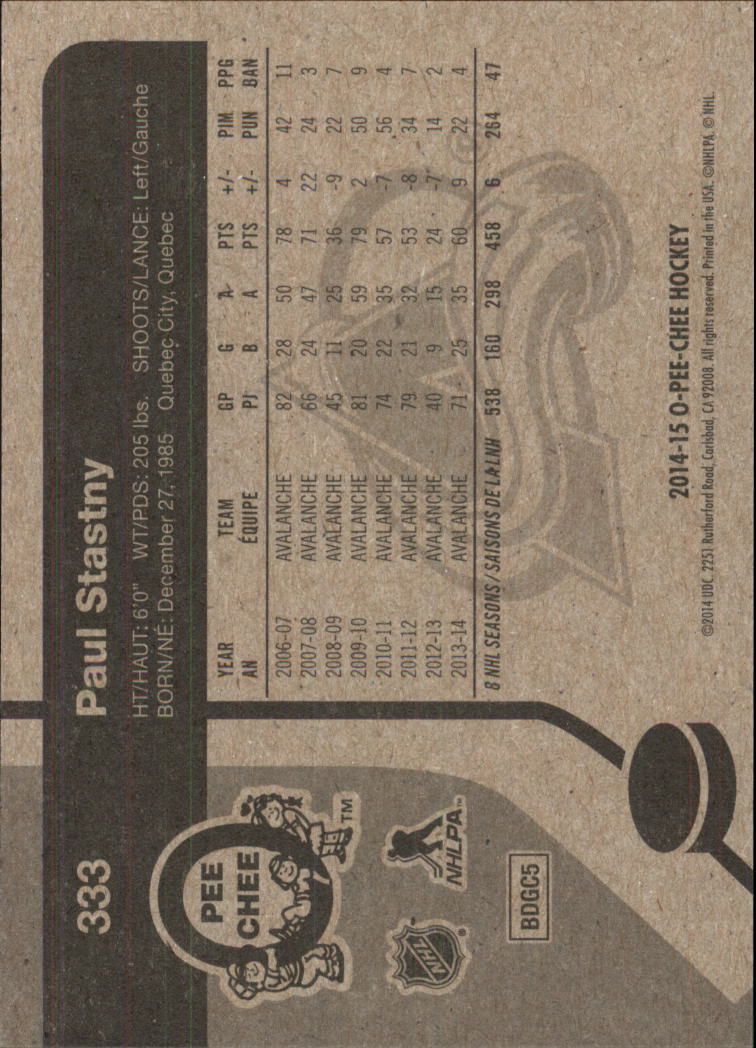 333 Paul Stastny
HT/HAUT: 6'0" WT/PDS: 205 lbs. SHOOTS/LANCE: Left/Gauche
BORN/NÉ: December 27, 1985 Quebec City, Quebec
PEE
CHEE
TM
NHL
®
NHLPA™
BDGC5
YEAR TEAM GP G A PTS +/- PIM PPG
AN ÉQUIPE PJ B A PTS +/- PUN BAN
2006-07 AVALANCHE 82 28 50 78 4 42 11
2007-08 AVALANCHE 66 24 47 71 22 24 3
2008-09 AVALANCHE 45 11 25 36 -9 22 7
2009-10 AVALANCHE 81 20 59 79 2 50 9
2010-11 AVALANCHE 74 22 35 57 -7 56 4
2011-12 AVALANCHE 79 21 32 53 -8 34 7
2012-13 AVALANCHE 40 9 15 24 -7 14 2
2013-14 AVALANCHE 71 25 35 60 9 22 4
8 NHL SEASONS / SAISONS DE LA LNH 538 160 298 458 6 264 47
®
2014-15 O-PEE-CHEE HOCKEY
©2014 UDC. 2251 Rutherford Road, Carlsbad, CA 92008. All rights reserved. Printed in the USA. ©NHLPA. © NHL.